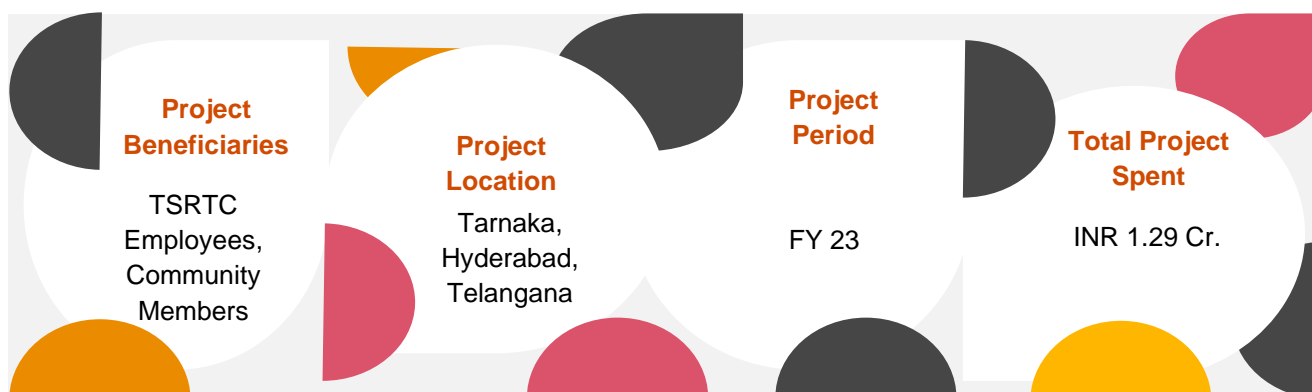 Project
Beneficiaries
TSRTC
Employees,
Community
Members
Project
Location
Tarnaka,
Hyderabad,
Telangana
Project
Period
FY 23
Total Project
Spent
INR 1.29 Cr.